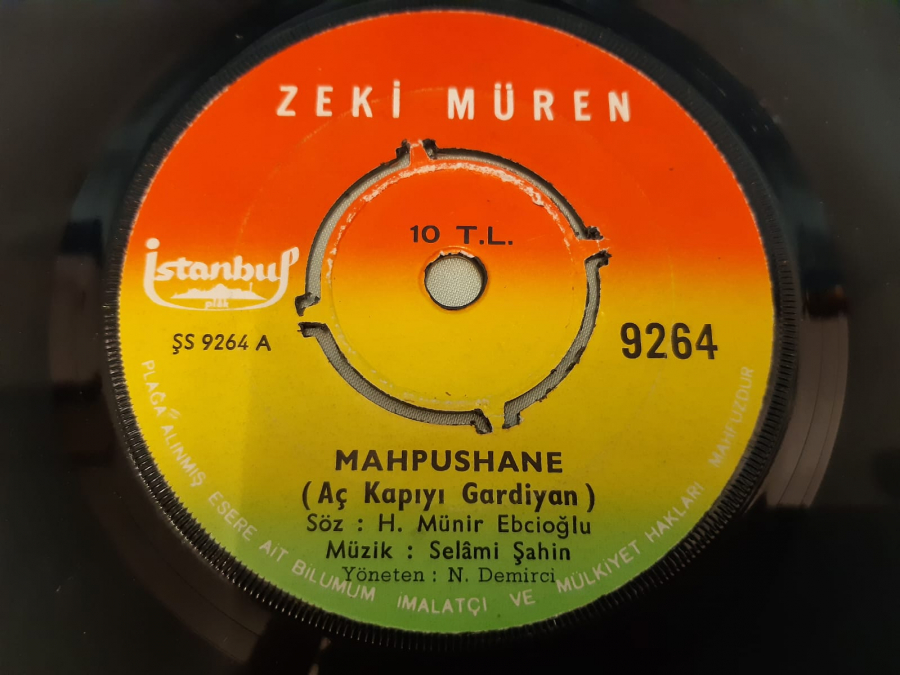 ZEKİ MÜREN
10 T.L.
istanbul
plak
ŞS 9264 A
9264
MAHPUSHANE
(Aç Kapıyı Gardiyan)
Söz : H. Münir Ebcioğlu
Müzik : Selâmi Şahin
Yöneten : N. Demirci
PLAĞA ALINMIŞ ESERE AİT BİLUMUM İMALATÇI VE MÜLKİYET HAKLARI MAHFUZDUR